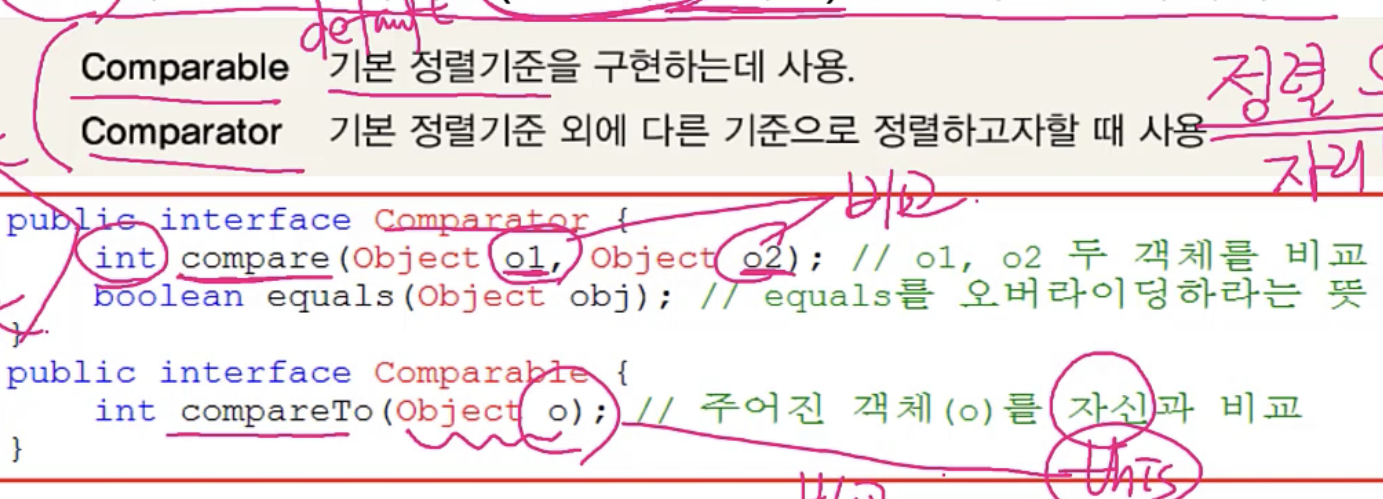 default
Comparable 기본 정렬기준을 구현하는데 사용.
정렬
Comparator 기본 정렬기준 외에 다른 기준으로 정렬하고자할 때 사용
자리
비교.
public interface Comparator {
int compare(Object o1, Object o2); // o1, o2 두 객체를 비교
boolean equals(Object obj); // equals를 오버라이딩하라는 뜻
}
public interface Comparable {
int compareTo(Object o); // 주어진 객체(o)를 자신과 비교
}
this